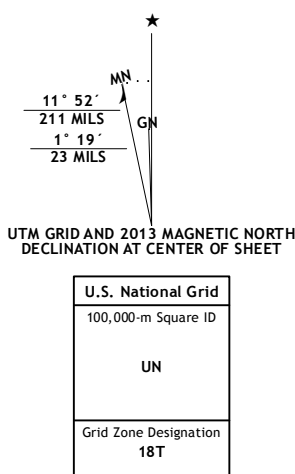 ★
MN
11° 52´
211 MILS
GN
1° 19´
23 MILS
UTM GRID AND 2013 MAGNETIC NORTH
DECLINATION AT CENTER OF SHEET
U.S. National Grid
100,000-m Square ID
UN
Grid Zone Designation
18T